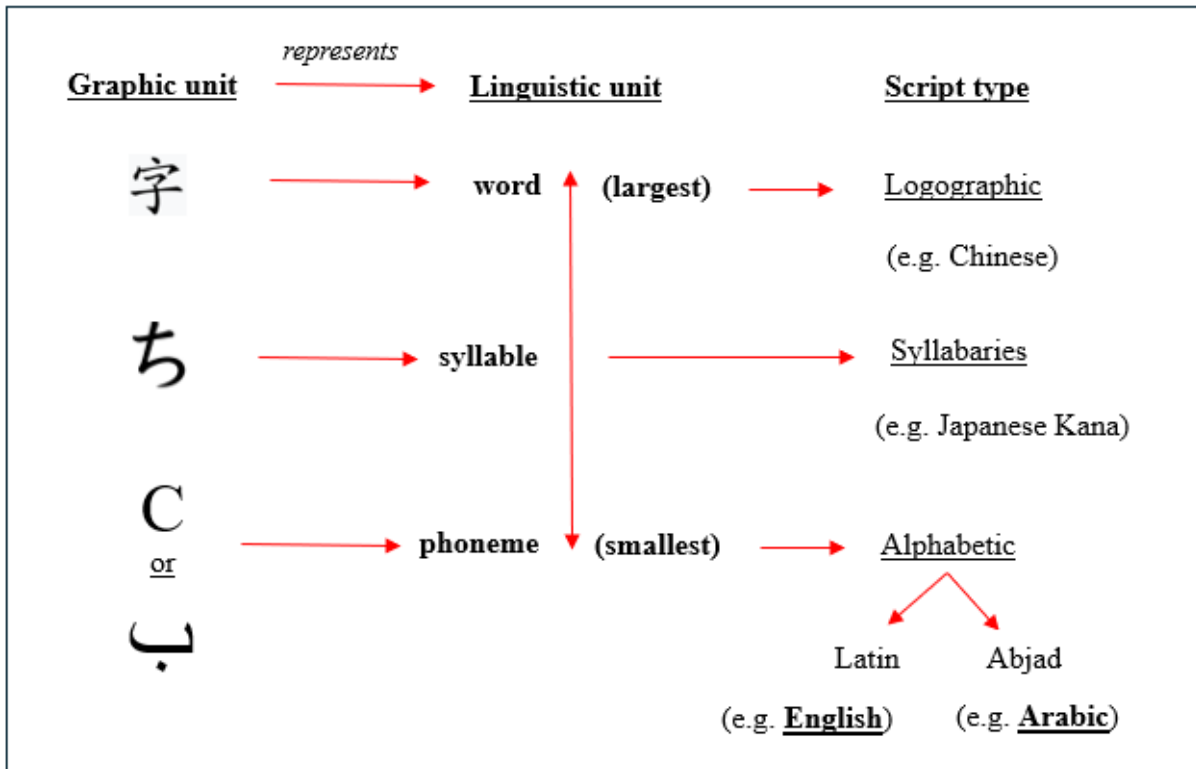 represents
Graphic unit Linguistic unit Script type
字 word (largest) Logographic
(e.g. Chinese)
ち syllable Syllabaries
(e.g. Japanese Kana)
C
or
ب
phoneme (smallest) Alphabetic
Latin Abjad
(e.g. English) (e.g. Arabic)